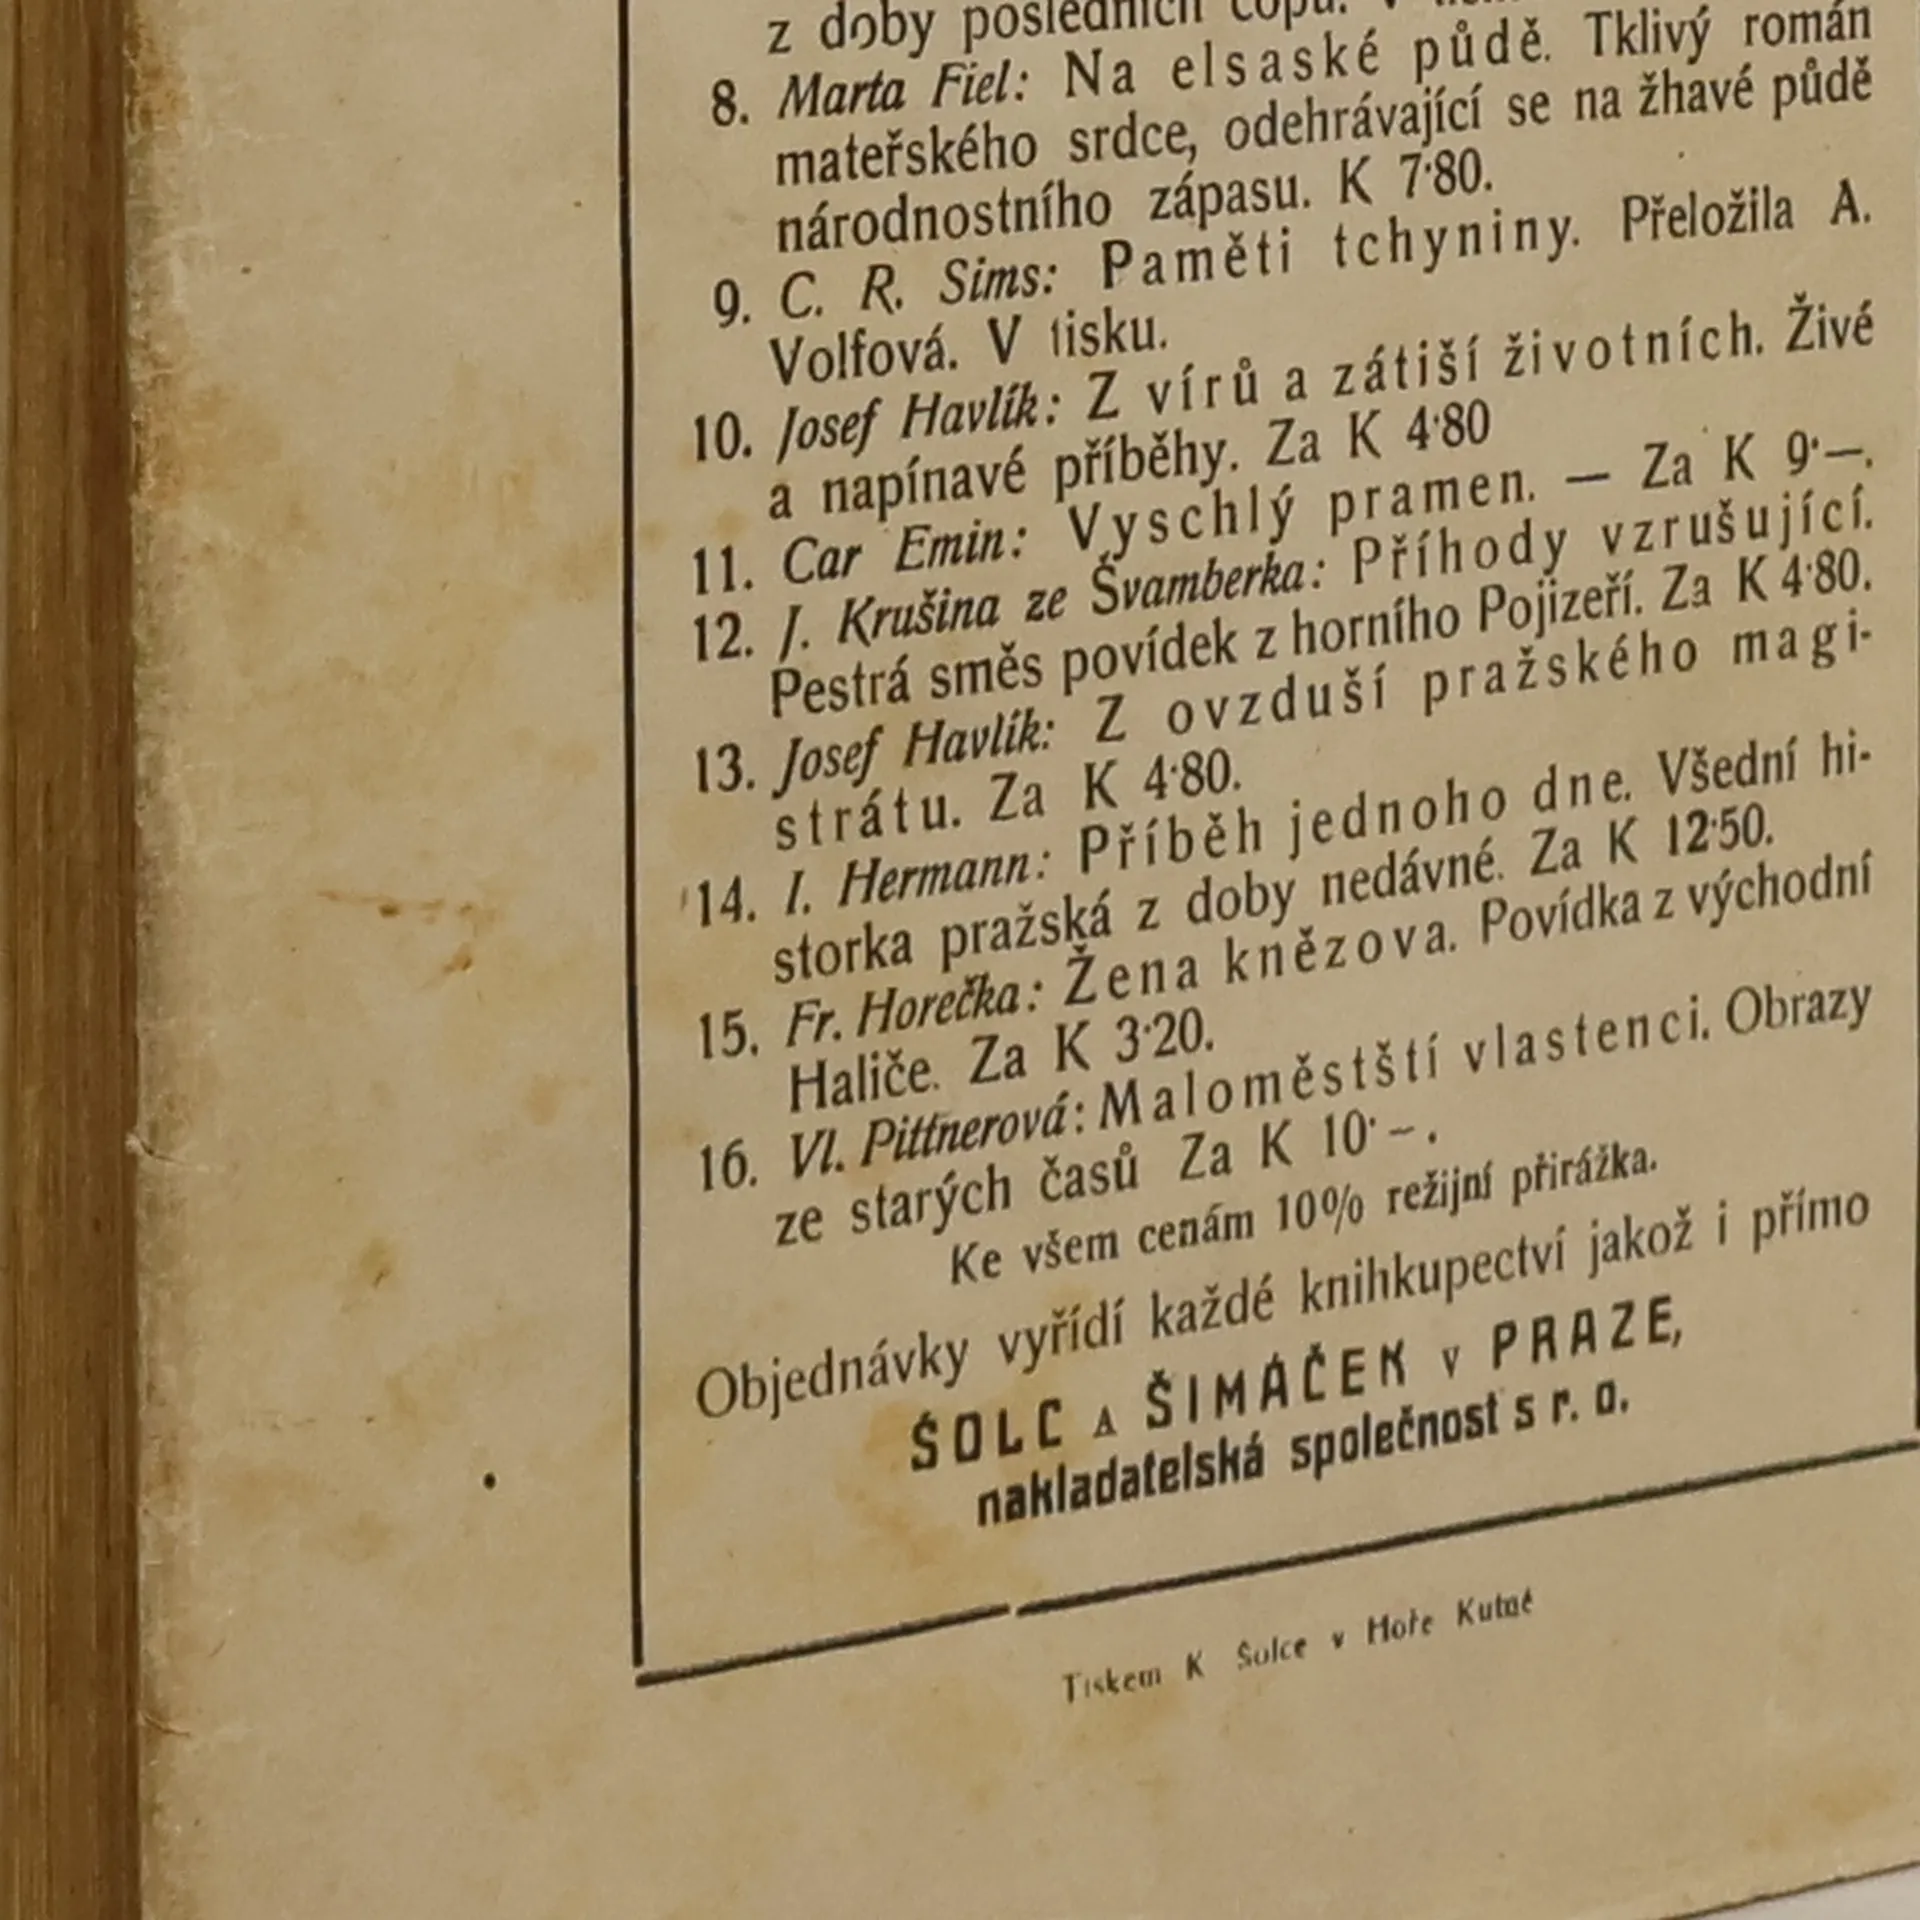 z doby posledních copů.
8. Marta Fiel: Na elsaské půdě. Tklivý román
mateřského srdce, odehrávající se na žhavé půdě
národnostního zápasu. K 7·80.
9. C. R. Sims: Paměti tchyniny. Přeložila A.
Volfová. V tisku.
10. Josef Havlík: Z vírů a zátiší životních. Živé
a napínavé příběhy. Za K 4·80
11. Car Emin: Vyschlý pramen. — Za K 9·—.
12. J. Krušina ze Švamberka: Příhody vzrušující.
Pestrá směs povídek z horního Pojizeří. Za K 4·80.
13. Josef Havlík: Z ovzduší pražského magi-
strátu. Za K 4·80.
14. I. Hermann: Příběh jednoho dne. Všední hi-
storka pražská z doby nedávné. Za K 12·50.
15. Fr. Horečka: Žena knězova. Povídka z východní
Haliče. Za K 3·20.
16. Vl. Pittnerová: Maloměstští vlastenci. Obrazy
ze starých časů Za K 10·–.
Ke všem cenám 10% režijní přirážka.
Objednávky vyřídí každé knihkupectví jakož i přímo
ŠOLC A ŠIMÁČEK v PRAZE,
nakladatelská společnost s r. o.
Tiskem K Šolce v Hoře Kutné